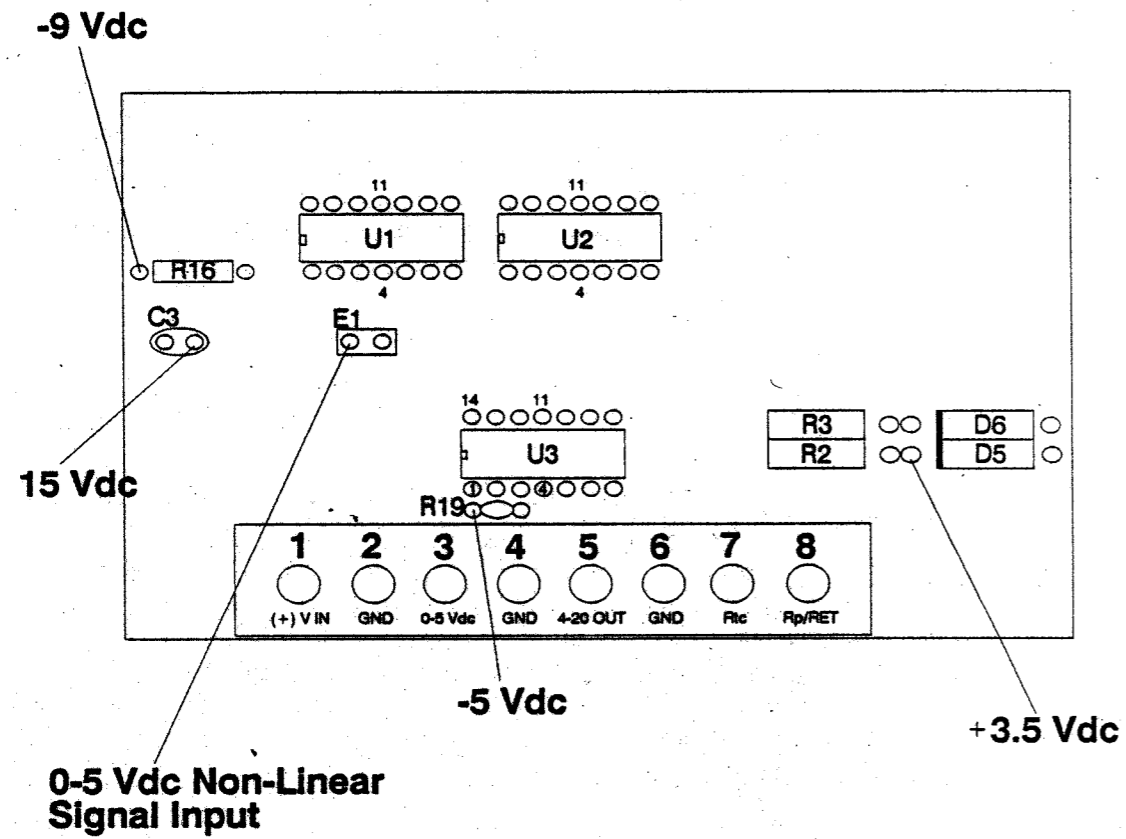 -9 Vdc
11
11
U1
U2
R16
4
4
C3
E1
14
11
R3
D6
U3
R2
D5
15 Vdc
1
4
R19
1
2
3
4
5
6
7
8
(+) V IN
GND
0-5 Vdc
GND
4-20 OUT
GND
Rtc
Rp/RET
-5 Vdc
+3.5 Vdc
0-5 Vdc Non-Linear
Signal Input